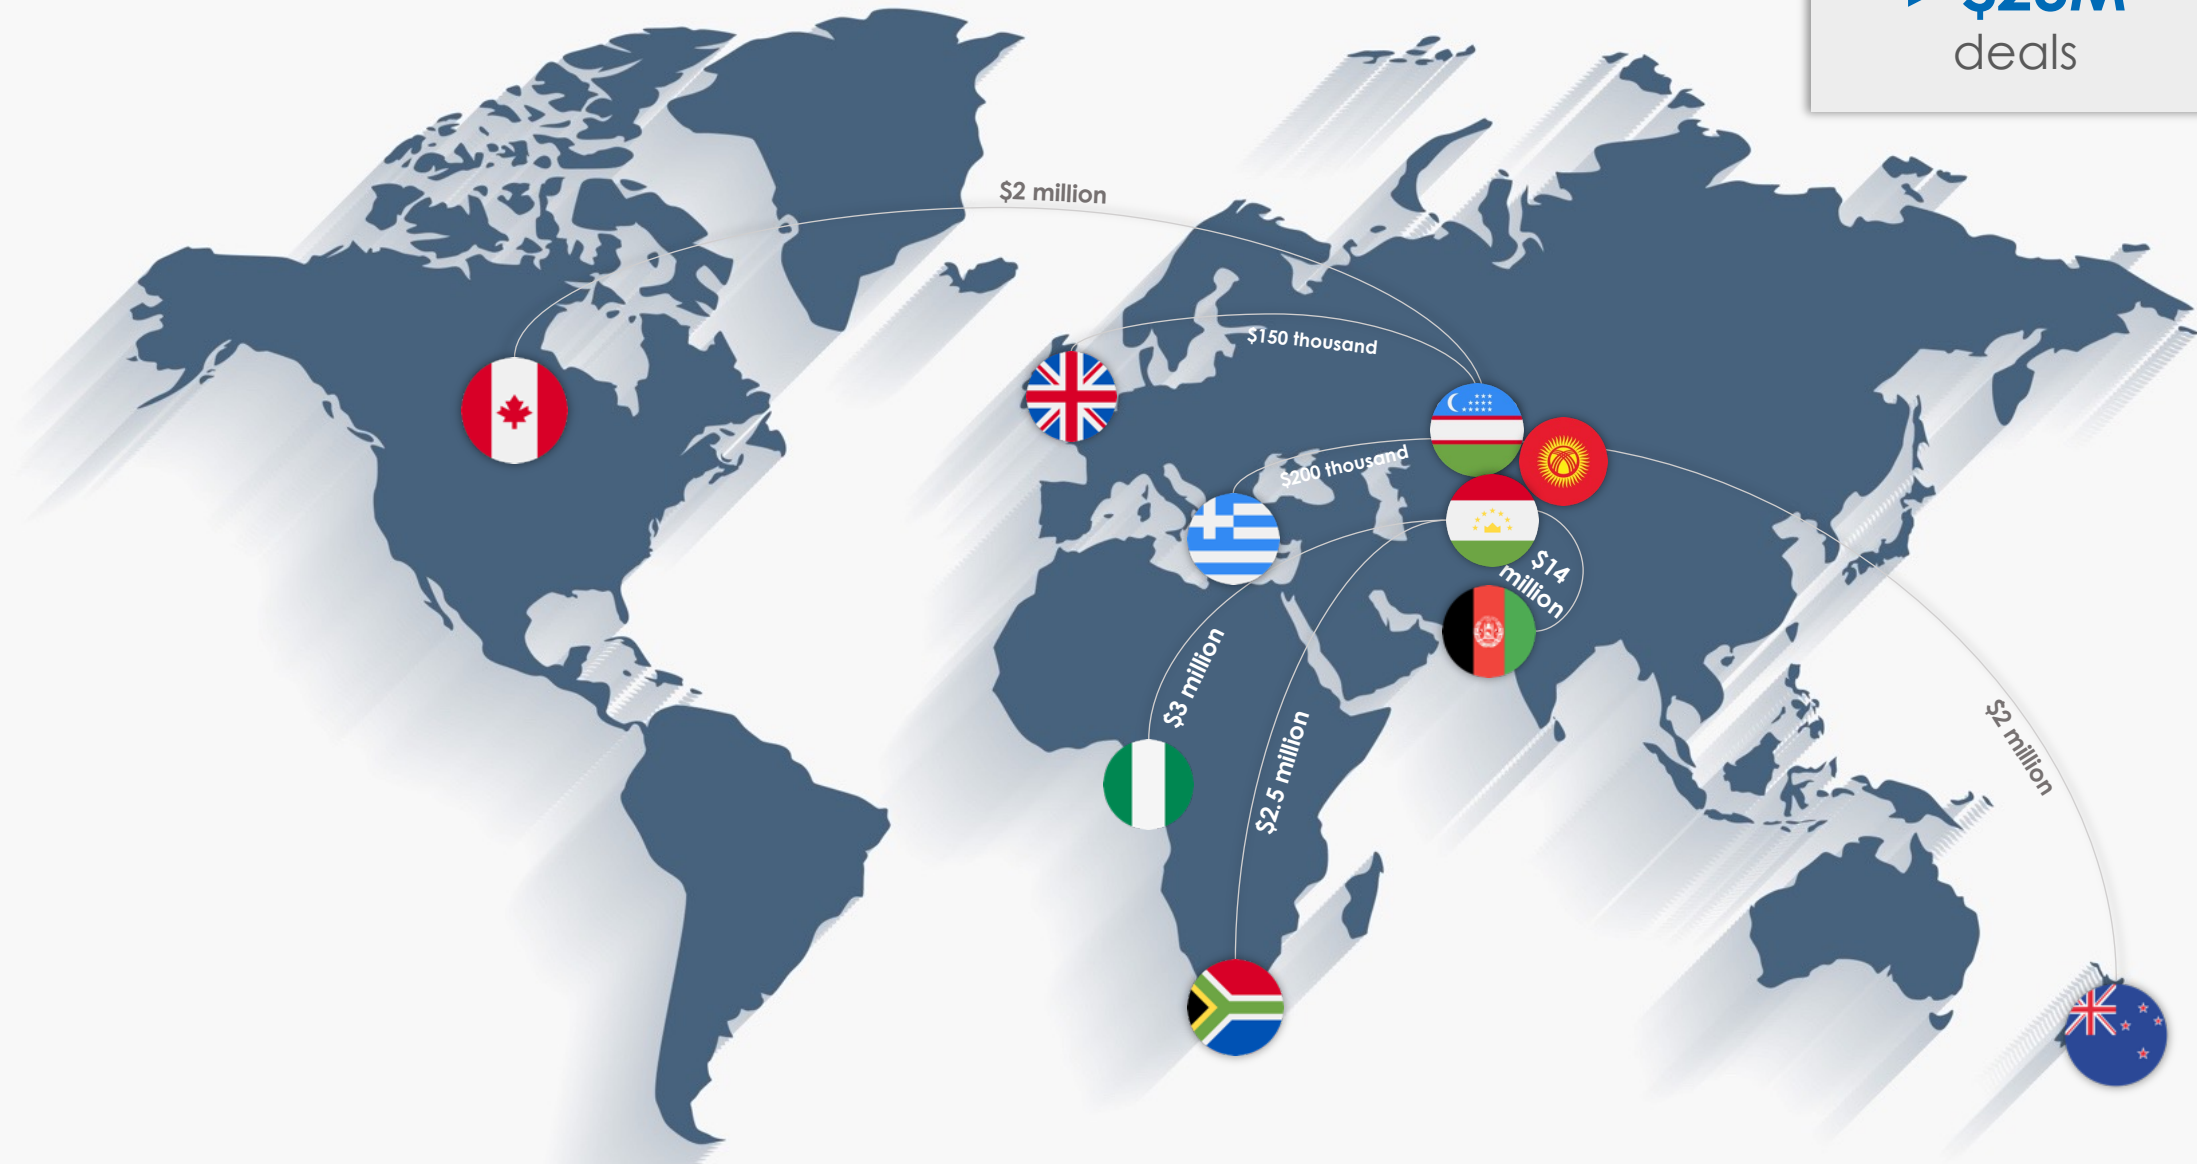 deals
$2 million
$150 thousand
$200 thousand
$14
million
$3 million
$2.5 million
$2 million